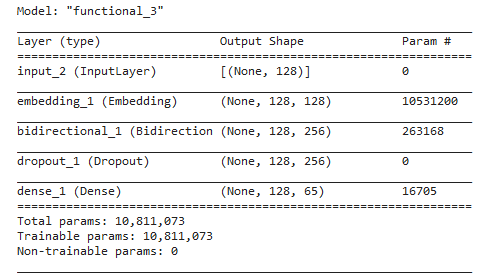 Model: "functional_3"
Layer (type) Output Shape Param #
input_2 (InputLayer) [(None, 128)] 0
embedding_1 (Embedding) (None, 128, 128) 10531200
bidirectional_1 (Bidirection (None, 128, 256) 263168
dropout_1 (Dropout) (None, 128, 256) 0
dense_1 (Dense) (None, 128, 65) 16705
Total params: 10,811,073
Trainable params: 10,811,073
Non-trainable params: 0